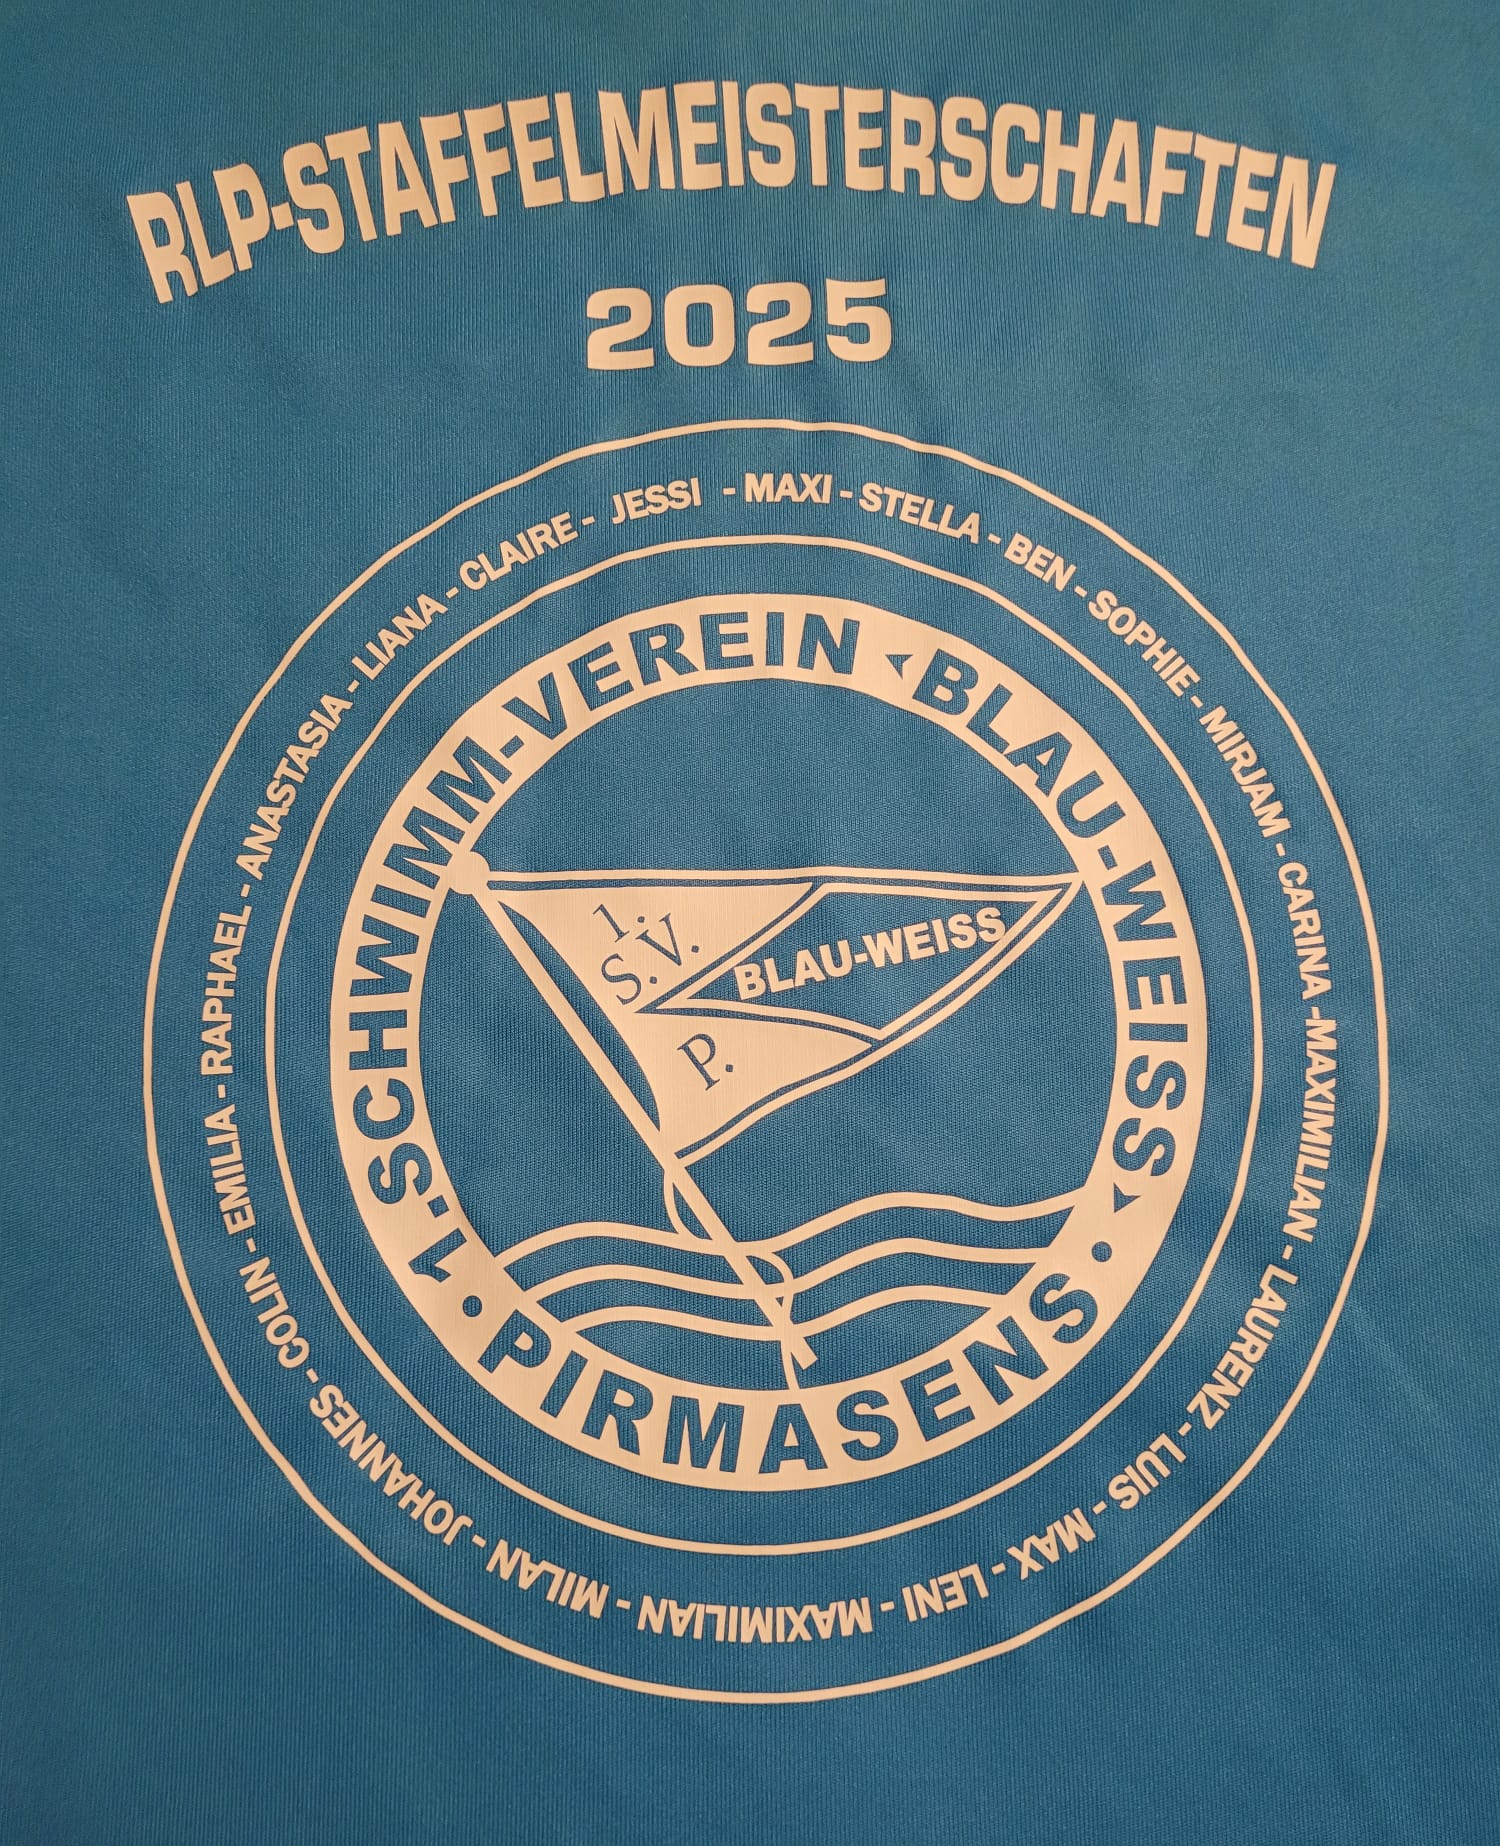 RLP-STAFFELMEISTERSCHAFTEN
2025
JESSI - MAXI - STELLA - BEN - SOPHIE - MIRJAM - CARINA - MAXIMILIAN - LAURENZ - LUIS - MAX - LENI - MAXIMILIAN - MILAN - JOHANNES - COLIN - EMILIA - RAPHAEL - ANASTASIA - LIANA - CLAIRE -
1-SCHWIMM-VEREIN BLAU-WEISS
• PIRMASENS •
1.
S.V.
BLAU-WEISS
P.